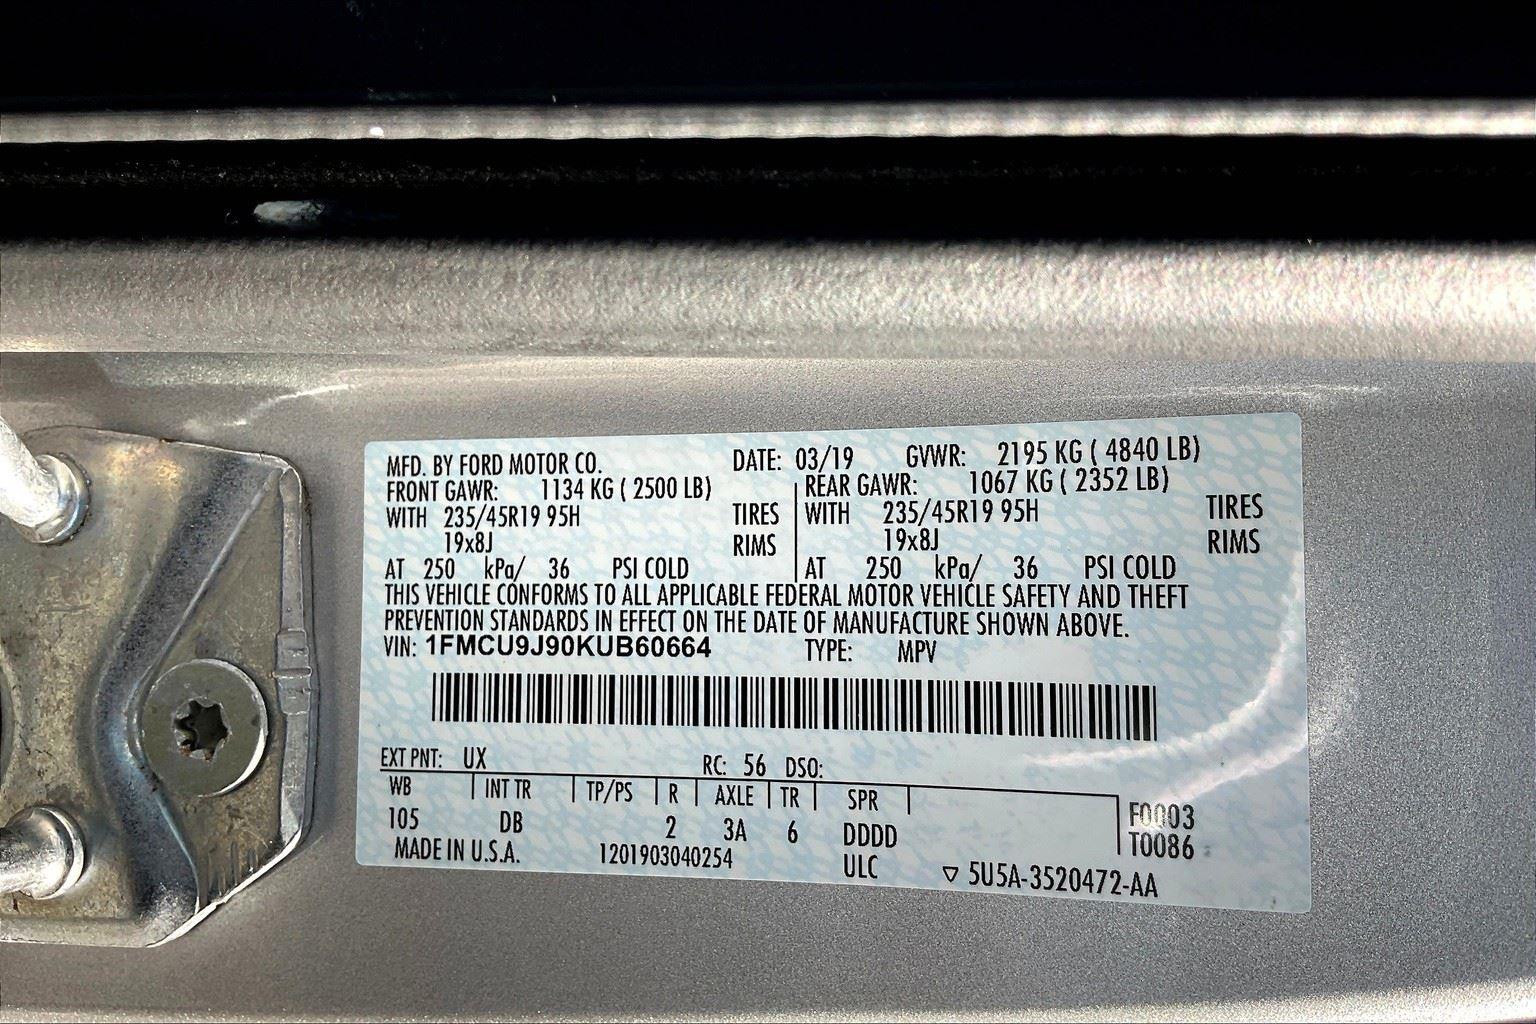 MFD. BY FORD MOTOR CO. DATE: 03/19 GVWR: 2195 KG ( 4840 LB)
FRONT GAWR: 1134 KG ( 2500 LB) REAR GAWR: 1067 KG ( 2352 LB)
WITH 235/45R19 95H TIRES WITH 235/45R19 95H TIRES
19x8J RIMS 19x8J RIMS
AT 250 kPa/ 36 PSI COLD AT 250 kPa/ 36 PSI COLD
THIS VEHICLE CONFORMS TO ALL APPLICABLE FEDERAL MOTOR VEHICLE SAFETY AND THEFT
PREVENTION STANDARDS IN EFFECT ON THE DATE OF MANUFACTURE SHOWN ABOVE.
VIN: 1FMCU9J90KUB60664 TYPE: MPV
EXT PNT: UX RC: 56 DSO:
WB INT TR TP/PS R AXLE TR SPR F0003
105 DB 2 3A 6 DDDD T0086
MADE IN U.S.A. 1201903040254 ULC ▽ 5U5A-3520472-AA